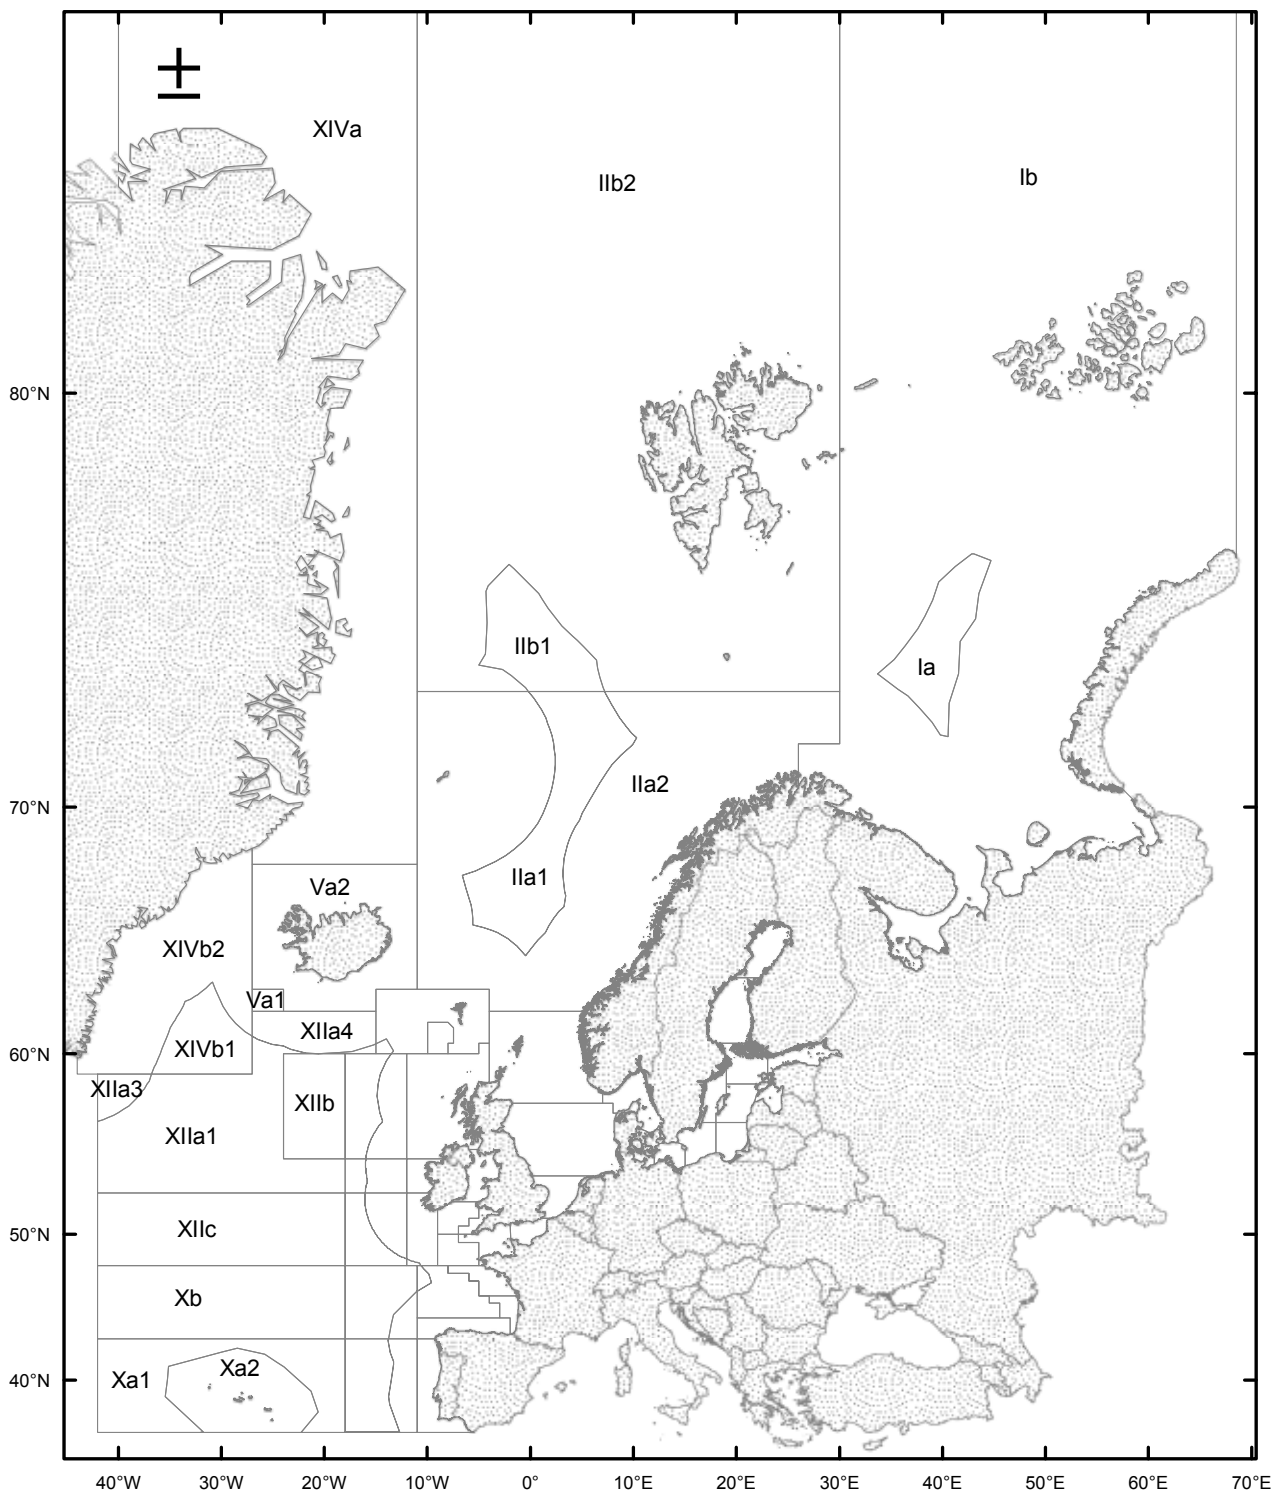 XIVa
IIb2
Ib
80°N
IIb1
Ia
IIa2
70°N
IIa1
Va2
XIVb2
Va1
XIIa4
XIVb1
60°N
XIIa3
XIIb
XIIa1
XIIc
50°N
Xb
Xa2
Xa1
40°N
40°W 30°W 20°W 10°W 0° 10°E 20°E 30°E 40°E 50°E 60°E 70°E